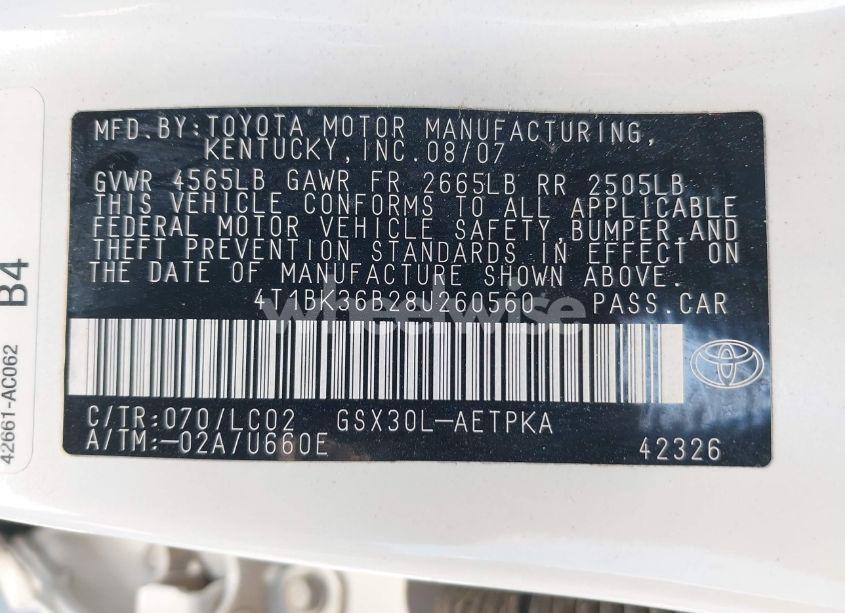 MFD.BY:TOYOTA MOTOR MANUFACTURING,
KENTUCKY,INC.08/07
GVWR 4565LB GAWR FR 2665LB RR 2505LB
THIS VEHICLE CONFORMS TO ALL APPLICABLE
FEDERAL MOTOR VEHICLE SAFETY,BUMPER,AND
THEFT PREVENTION STANDARDS IN EFFECT ON
THE DATE OF MANUFACTURE SHOWN ABOVE.
4T1BK36B28U260560 PASS.CAR
wheelwise
C/TR:070/LC02 GSX30L-AETPKA
A/TM:-02A/U660E 42326
42661-AC062
B4